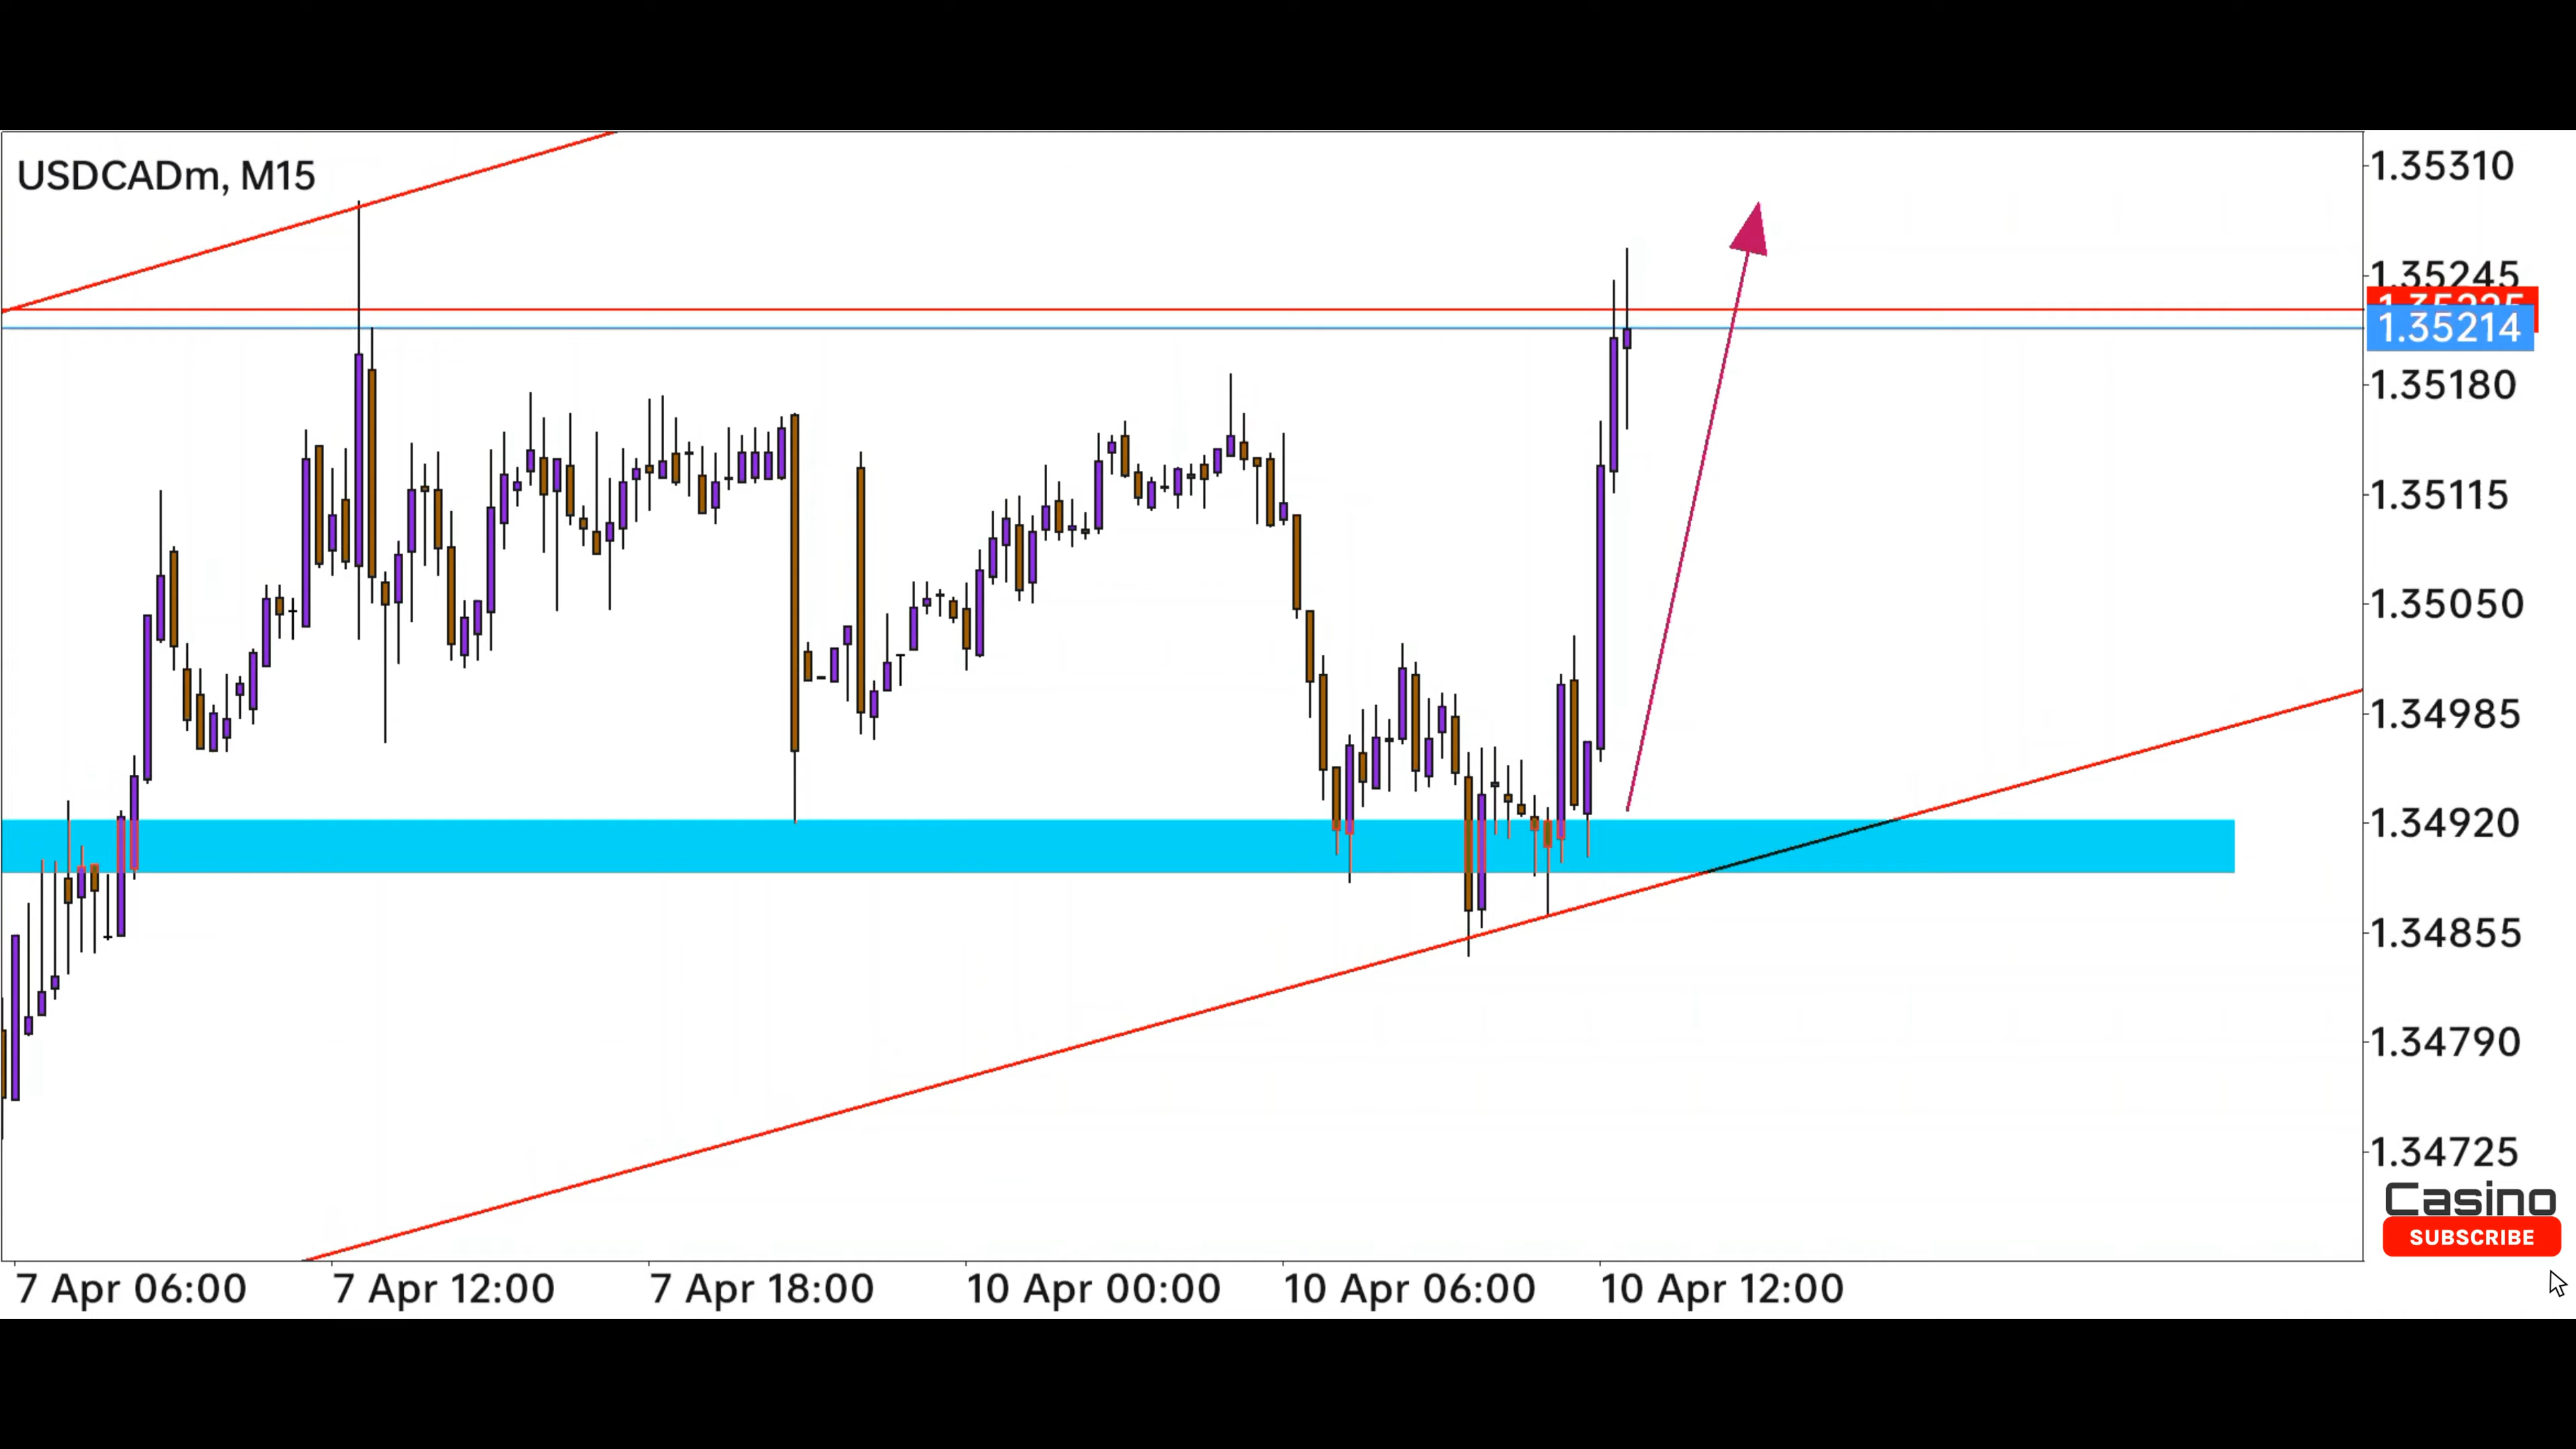 USDCADm, M15
1.35310
1.35245
1.35214
1.35180
1.35115
1.35050
1.34985
1.34920
1.34855
1.34790
1.34725
Casino
SUBSCRIBE
7 Apr 06:00
7 Apr 12:00
7 Apr 18:00
10 Apr 00:00
10 Apr 06:00
10 Apr 12:00